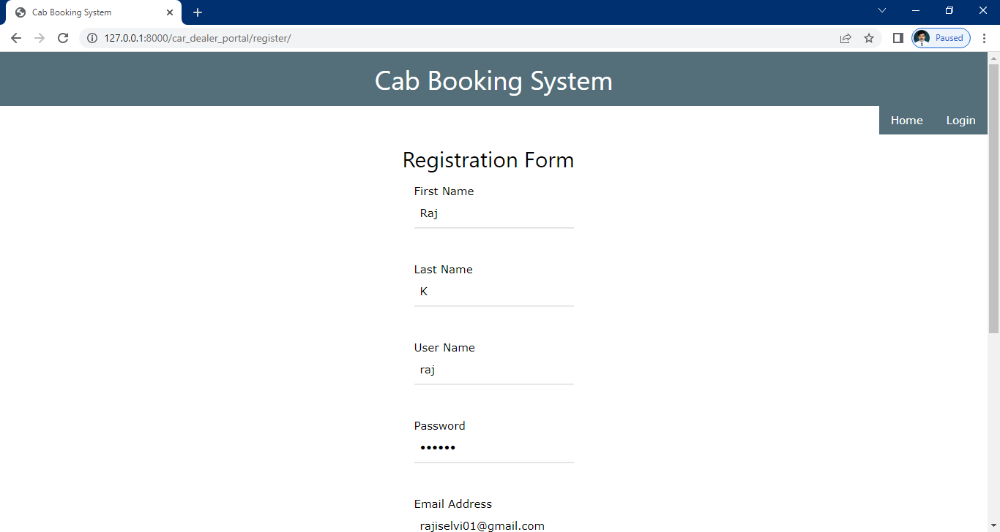 Cab Booking System
127.0.0.1:8000/car_dealer_portal/register/
Paused
Cab Booking System
Home Login
Registration Form
First Name
Raj
Last Name
K
User Name
raj
Password
••••••
Email Address
rajiselvi01@gmail.com